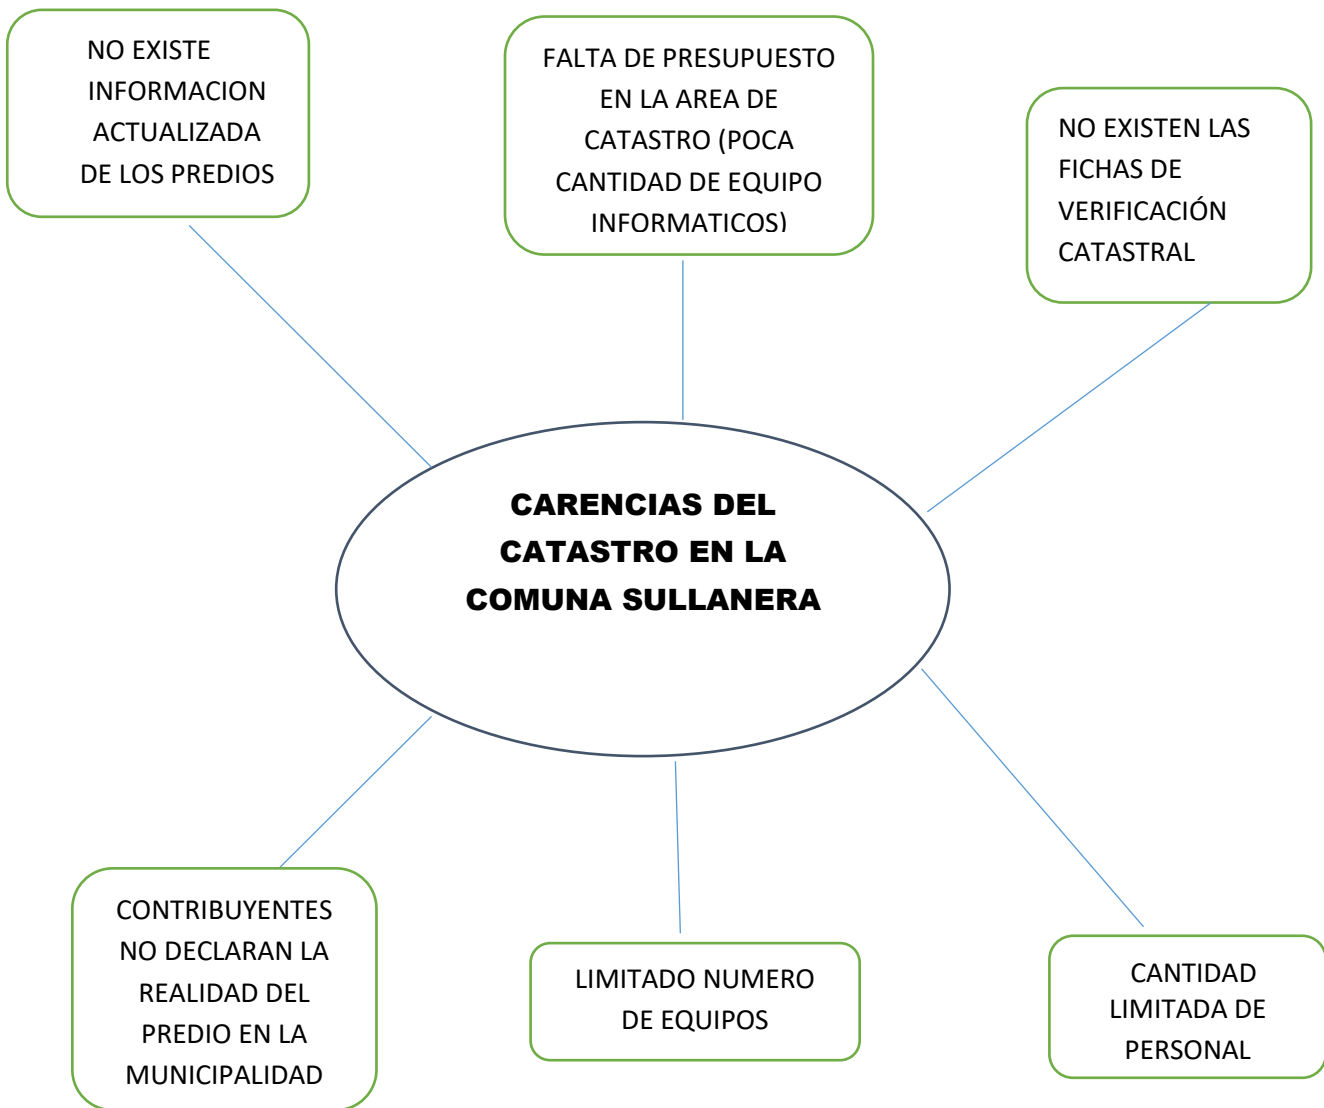 NO EXISTE
INFORMACION
ACTUALIZADA
DE LOS PREDIOS
FALTA DE PRESUPUESTO
EN LA AREA DE
CATASTRO (POCA
CANTIDAD DE EQUIPO
INFORMATICOS)
NO EXISTEN LAS
FICHAS DE
VERIFICACIÓN
CATASTRAL
CARENCIAS DEL
CATASTRO EN LA
COMUNA SULLANERA
CONTRIBUYENTES
NO DECLARAN LA
REALIDAD DEL
PREDIO EN LA
MUNICIPALIDAD
LIMITADO NUMERO
DE EQUIPOS
CANTIDAD
LIMITADA DE
PERSONAL